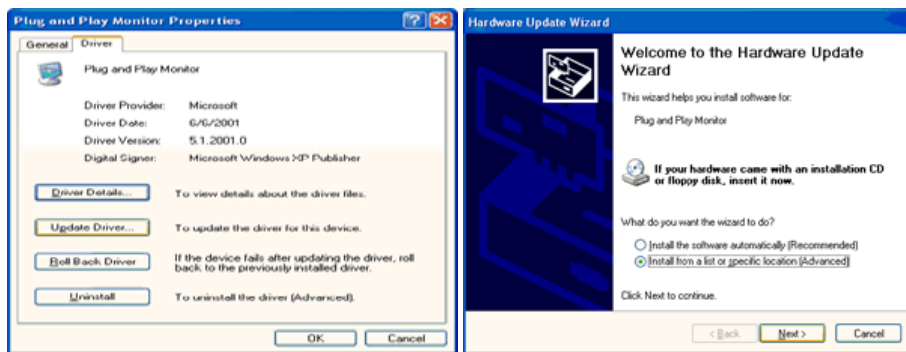 Plug and Play Monitor Properties
General Driver
Plug and Play Monitor
Driver Provider: Microsoft
Driver Date: 6/6/2001
Driver Version: 5.1.2001.0
Digital Signer: Microsoft Windows XP Publisher
Driver Details... To view details about the driver files.
Update Driver... To update the driver for this device.
Roll Back Driver If the device fails after updating the driver, roll
back to the previously installed driver.
Uninstall To uninstall the driver (Advanced).
OK Cancel
Hardware Update Wizard
Welcome to the Hardware Update
Wizard
This wizard helps you install software for:
Plug and Play Monitor
If your hardware came with an installation CD
or floppy disk, insert it now.
What do you want the wizard to do?
Install the software automatically (Recommended)
Install from a list or specific location (Advanced)
Click Next to continue.
< Back Next > Cancel